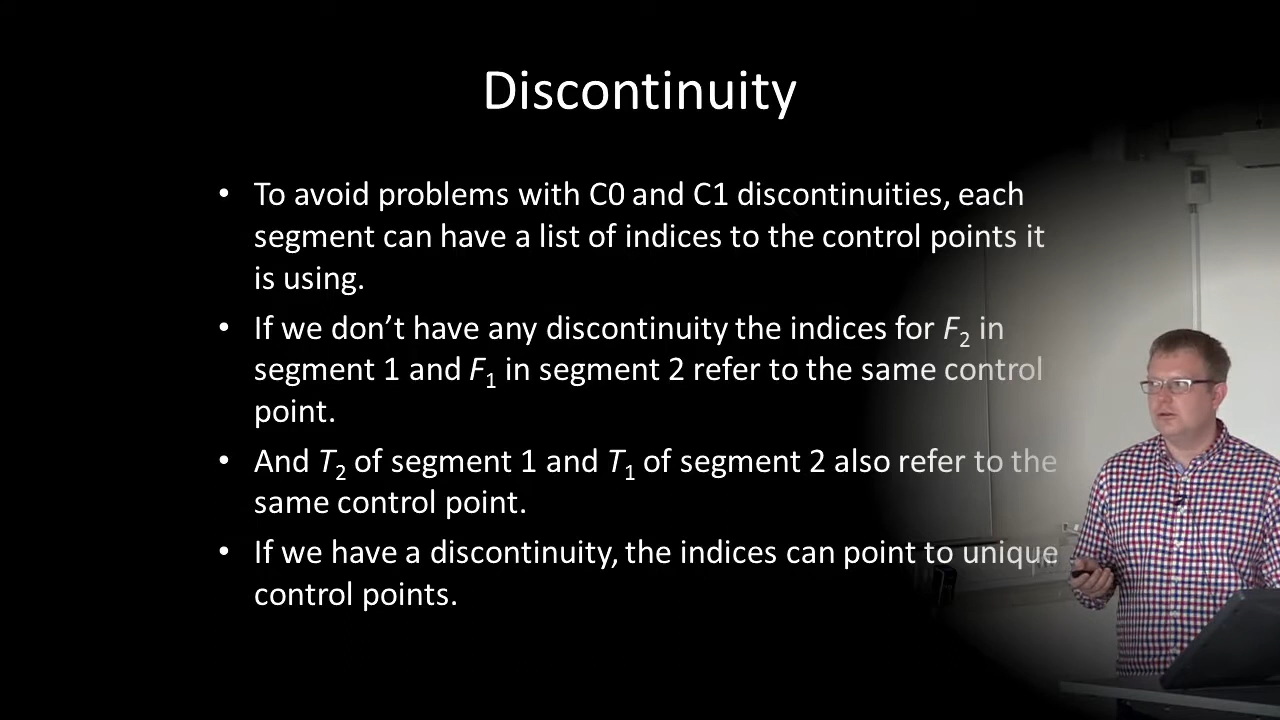 Discontinuity
• To avoid problems with C0 and C1 discontinuities, each
segment can have a list of indices to the control points it
is using.
• If we don’t have any discontinuity the indices for F₂ in
segment 1 and F₁ in segment 2 refer to the same control
point.
• And T₂ of segment 1 and T₁ of segment 2 also refer to the
same control point.
• If we have a discontinuity, the indices can point to unique
control points.